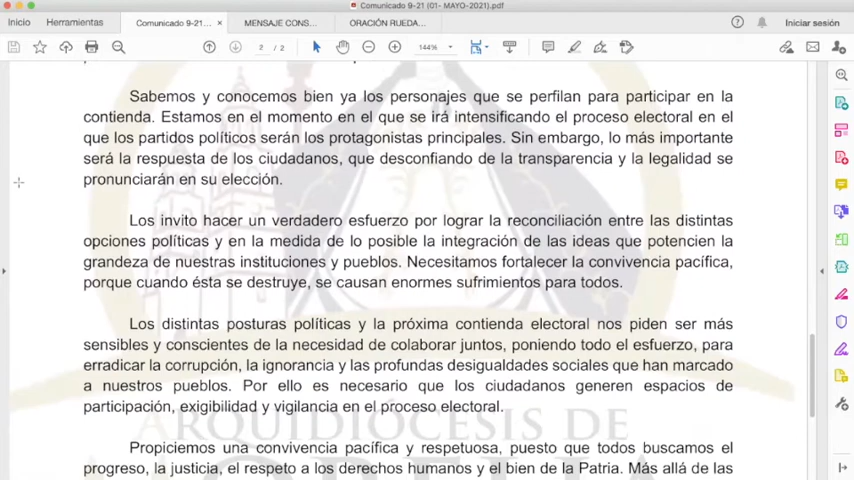 Comunicado 9-21 (01- MAYO-2021).pdf
Inicio Herramientas Comunicado 9-21... × MENSAJE CONS... ORACIÓN RUEDA... Iniciar sesión
2 / 2 144%
Sabemos y conocemos bien ya los personajes que se perfilan para participar en la
contienda. Estamos en el momento en el que se irá intensificando el proceso electoral en el
que los partidos políticos serán los protagonistas principales. Sin embargo, lo más importante
será la respuesta de los ciudadanos, que desconfiando de la transparencia y la legalidad se
pronunciarán en su elección.
Los invito hacer un verdadero esfuerzo por lograr la reconciliación entre las distintas
opciones políticas y en la medida de lo posible la integración de las ideas que potencien la
grandeza de nuestras instituciones y pueblos. Necesitamos fortalecer la convivencia pacífica,
porque cuando ésta se destruye, se causan enormes sufrimientos para todos.
Los distintas posturas políticas y la próxima contienda electoral nos piden ser más
sensibles y conscientes de la necesidad de colaborar juntos, poniendo todo el esfuerzo, para
erradicar la corrupción, la ignorancia y las profundas desigualdades sociales que han marcado
a nuestros pueblos. Por ello es necesario que los ciudadanos generen espacios de
participación, exigibilidad y vigilancia en el proceso electoral.
ARQUIDIÓCESIS DE
Propiciemos una convivencia pacífica y respetuosa, puesto que todos buscamos el
progreso, la justicia, el respeto a los derechos humanos y el bien de la Patria. Más allá de las